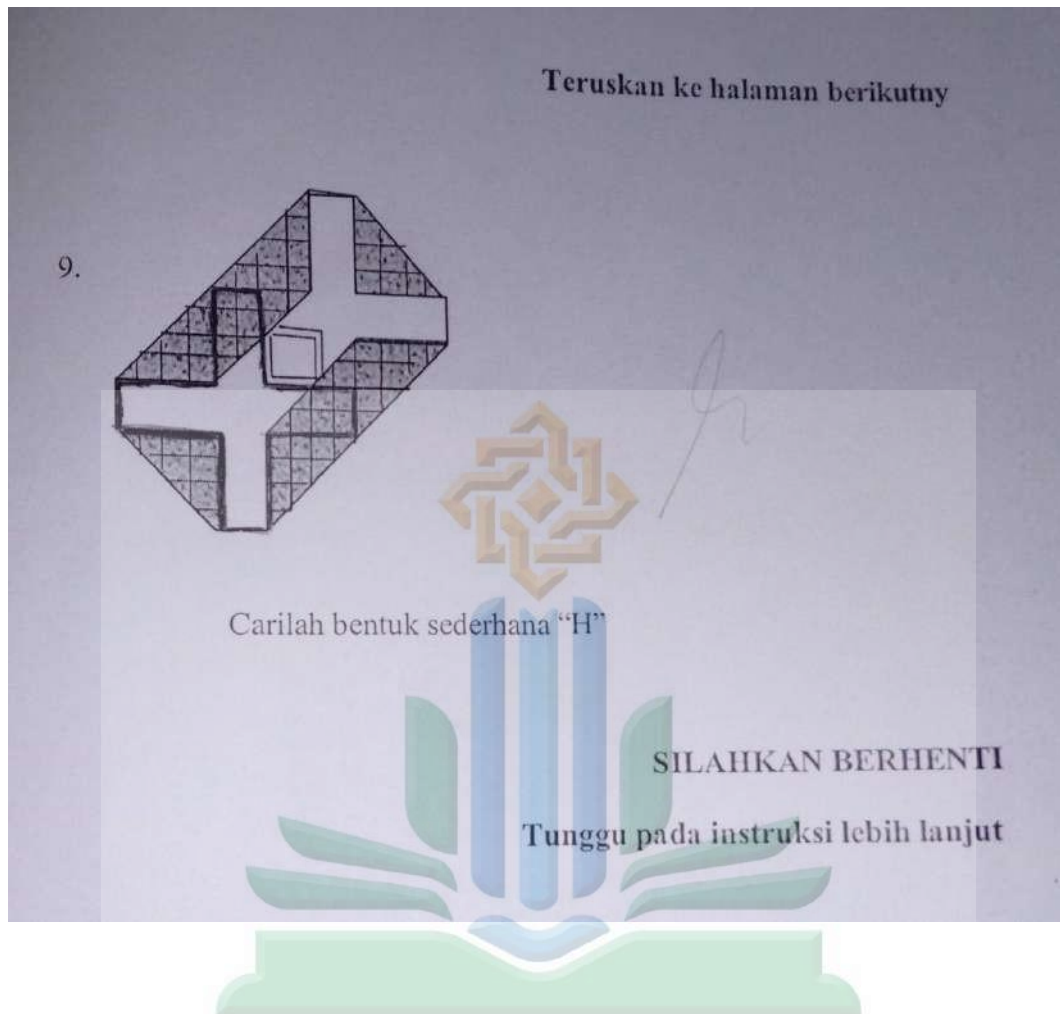 Teruskan ke halaman berikutny
9.
Carilah bentuk sederhana “H”
SILAHKAN BERHENTI
Tunggu pada instruksi lebih lanjut